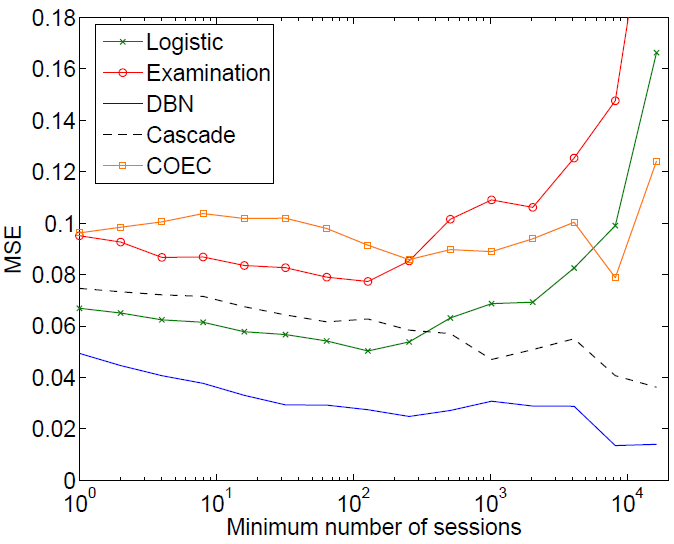 0.18
0.16
0.14
0.12
0.1
0.08
0.06
0.04
0.02
0
MSE
Logistic
Examination
DBN
Cascade
COEC
10^0 10^1 10^2 10^3 10^4
Minimum number of sessions